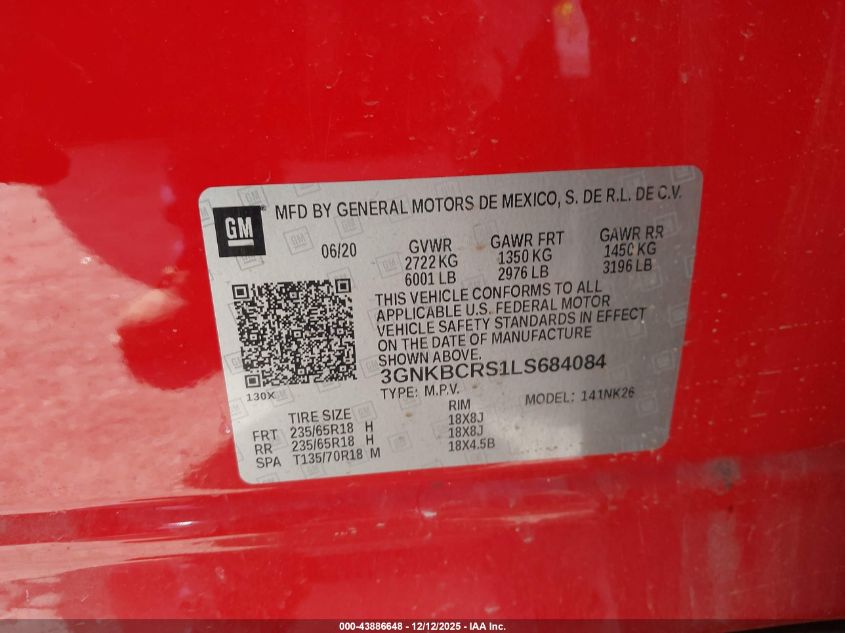 GM
MFD BY GENERAL MOTORS DE MEXICO, S. DE R.L. DE C.V.
06/20 GVWR GAWR FRT GAWR RR
2722 KG 1350 KG 1450 KG
6001 LB 2976 LB 3196 LB
THIS VEHICLE CONFORMS TO ALL
APPLICABLE U.S. FEDERAL MOTOR
VEHICLE SAFETY STANDARDS IN EFFECT
ON THE DATE OF MANUFACTURE
SHOWN ABOVE.
3GNKBCRS1LS684084
130X
TYPE: M.P.V. MODEL: 141NK26
TIRE SIZE RIM
FRT 235/65R18 H 18X8J
RR 235/65R18 H 18X8J
SPA T135/70R18 M 18X4.5B
000-43886648 - 12/12/2025 - IAA Inc.